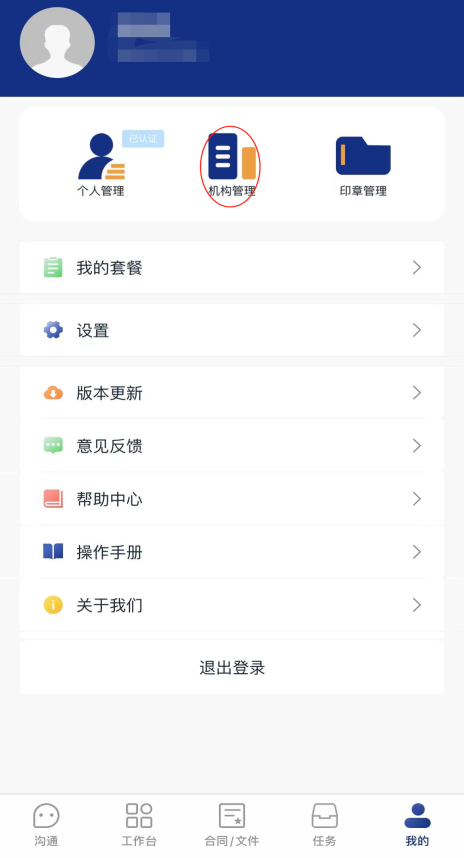 已认证
个人管理
机构管理
印章管理
我的套餐
设置
版本更新
意见反馈
帮助中心
操作手册
关于我们
退出登录
沟通
工作台
合同/文件
任务
我的